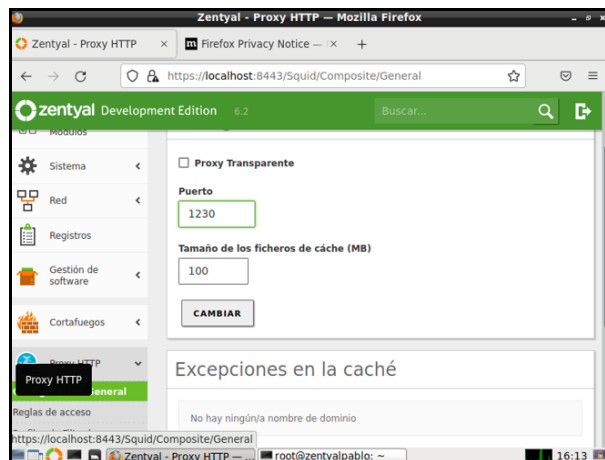 Zentyal - Proxy HTTP — Mozilla Firefox
Zentyal - Proxy HTTP × m Firefox Privacy Notice — × +
https://localhost:8443/Squid/Composite/General
zentyal Development Edition 6.2 Buscar...
Módulos
Sistema
Red
Registros
Gestión de
software
Cortafuegos
Proxy HTTP
Proxy HTTP
General
Reglas de acceso
https://localhost:8443/Squid/Composite/General
Proxy Transparente
Puerto
1230
Tamaño de los ficheros de cáche (MB)
100
CAMBIAR
Excepciones en la caché
No hay ningún/a nombre de dominio
Zentyal - Proxy HTTP — ... root@zentyalpablo: ~ 16:13